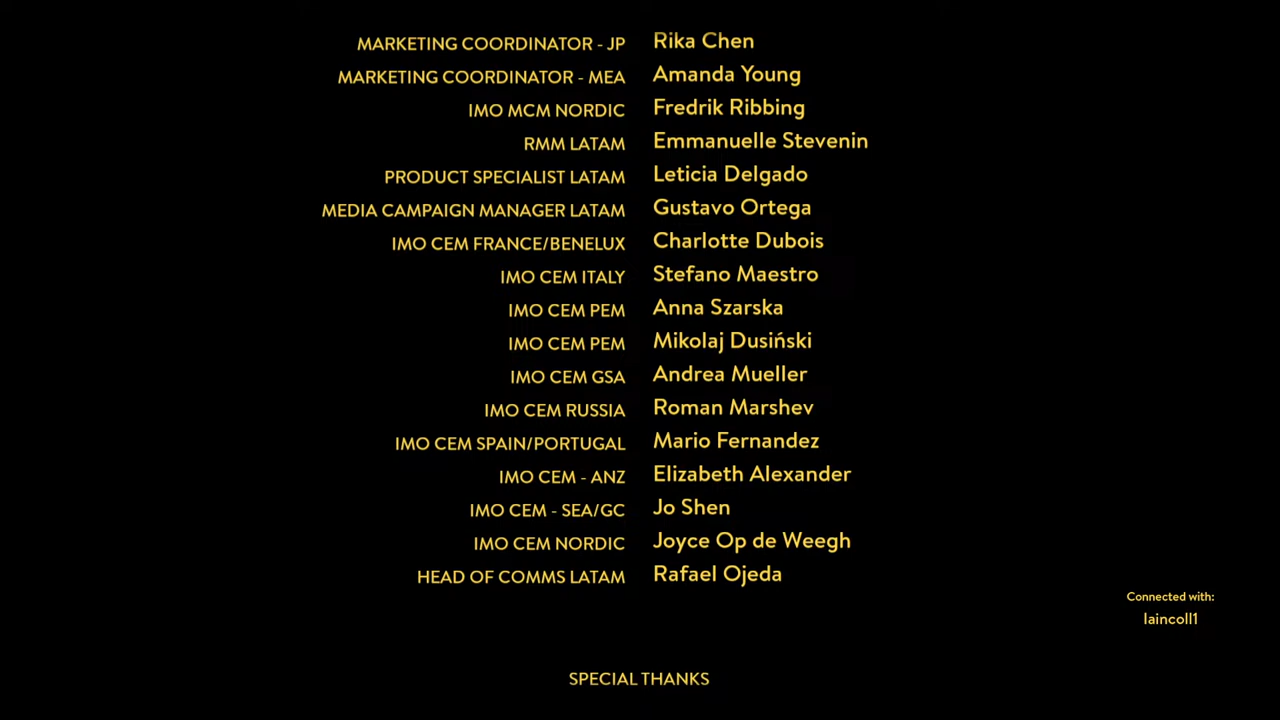 MARKETING COORDINATOR - JP Rika Chen
MARKETING COORDINATOR - MEA Amanda Young
IMO MCM NORDIC Fredrik Ribbing
RMM LATAM Emmanuelle Stevenin
PRODUCT SPECIALIST LATAM Leticia Delgado
MEDIA CAMPAIGN MANAGER LATAM Gustavo Ortega
IMO CEM FRANCE/BENELUX Charlotte Dubois
IMO CEM ITALY Stefano Maestro
IMO CEM PEM Anna Szarska
IMO CEM PEM Mikolaj Dusiński
IMO CEM GSA Andrea Mueller
IMO CEM RUSSIA Roman Marshev
IMO CEM SPAIN/PORTUGAL Mario Fernandez
IMO CEM - ANZ Elizabeth Alexander
IMO CEM - SEA/GC Jo Shen
IMO CEM NORDIC Joyce Op de Weegh
HEAD OF COMMS LATAM Rafael Ojeda
Connected with:
Iaincoll1
SPECIAL THANKS